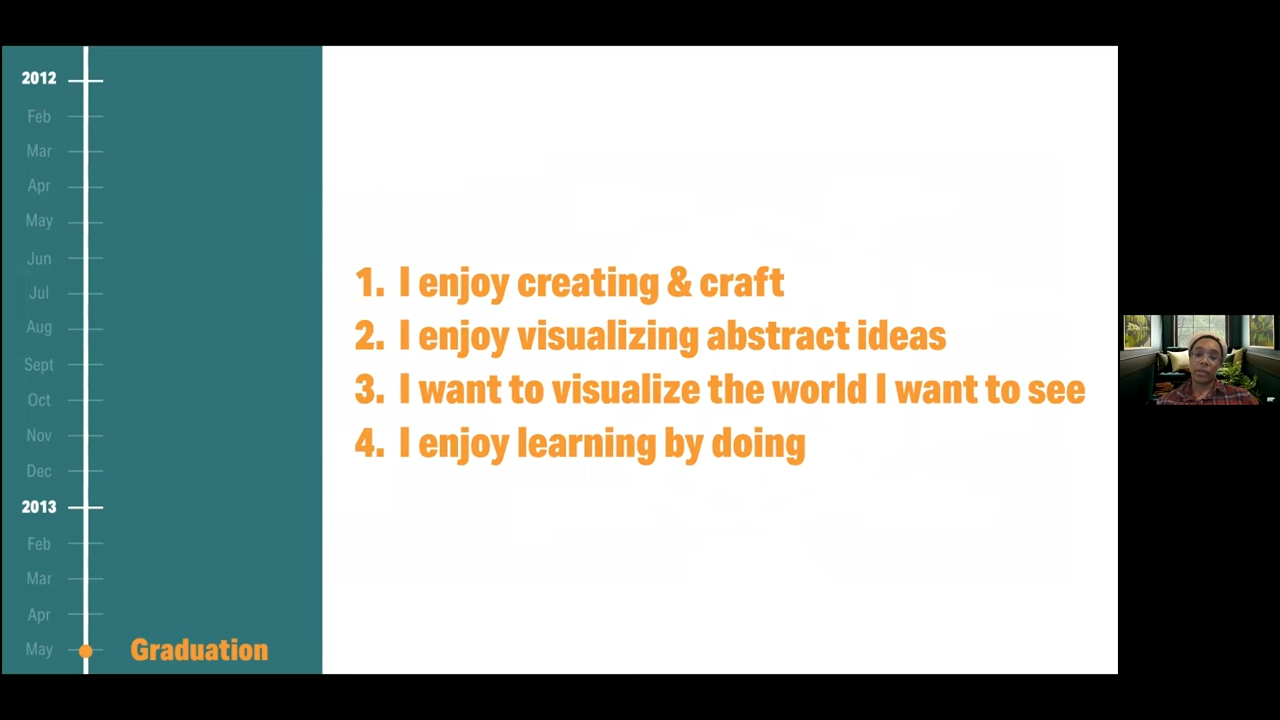 2012
Feb
Mar
Apr
May
Jun
Jul
Aug
Sept
Oct
Nov
Dec
2013
Feb
Mar
Apr
May
Graduation
1. I enjoy creating & craft
2. I enjoy visualizing abstract ideas
3. I want to visualize the world I want to see
4. I enjoy learning by doing